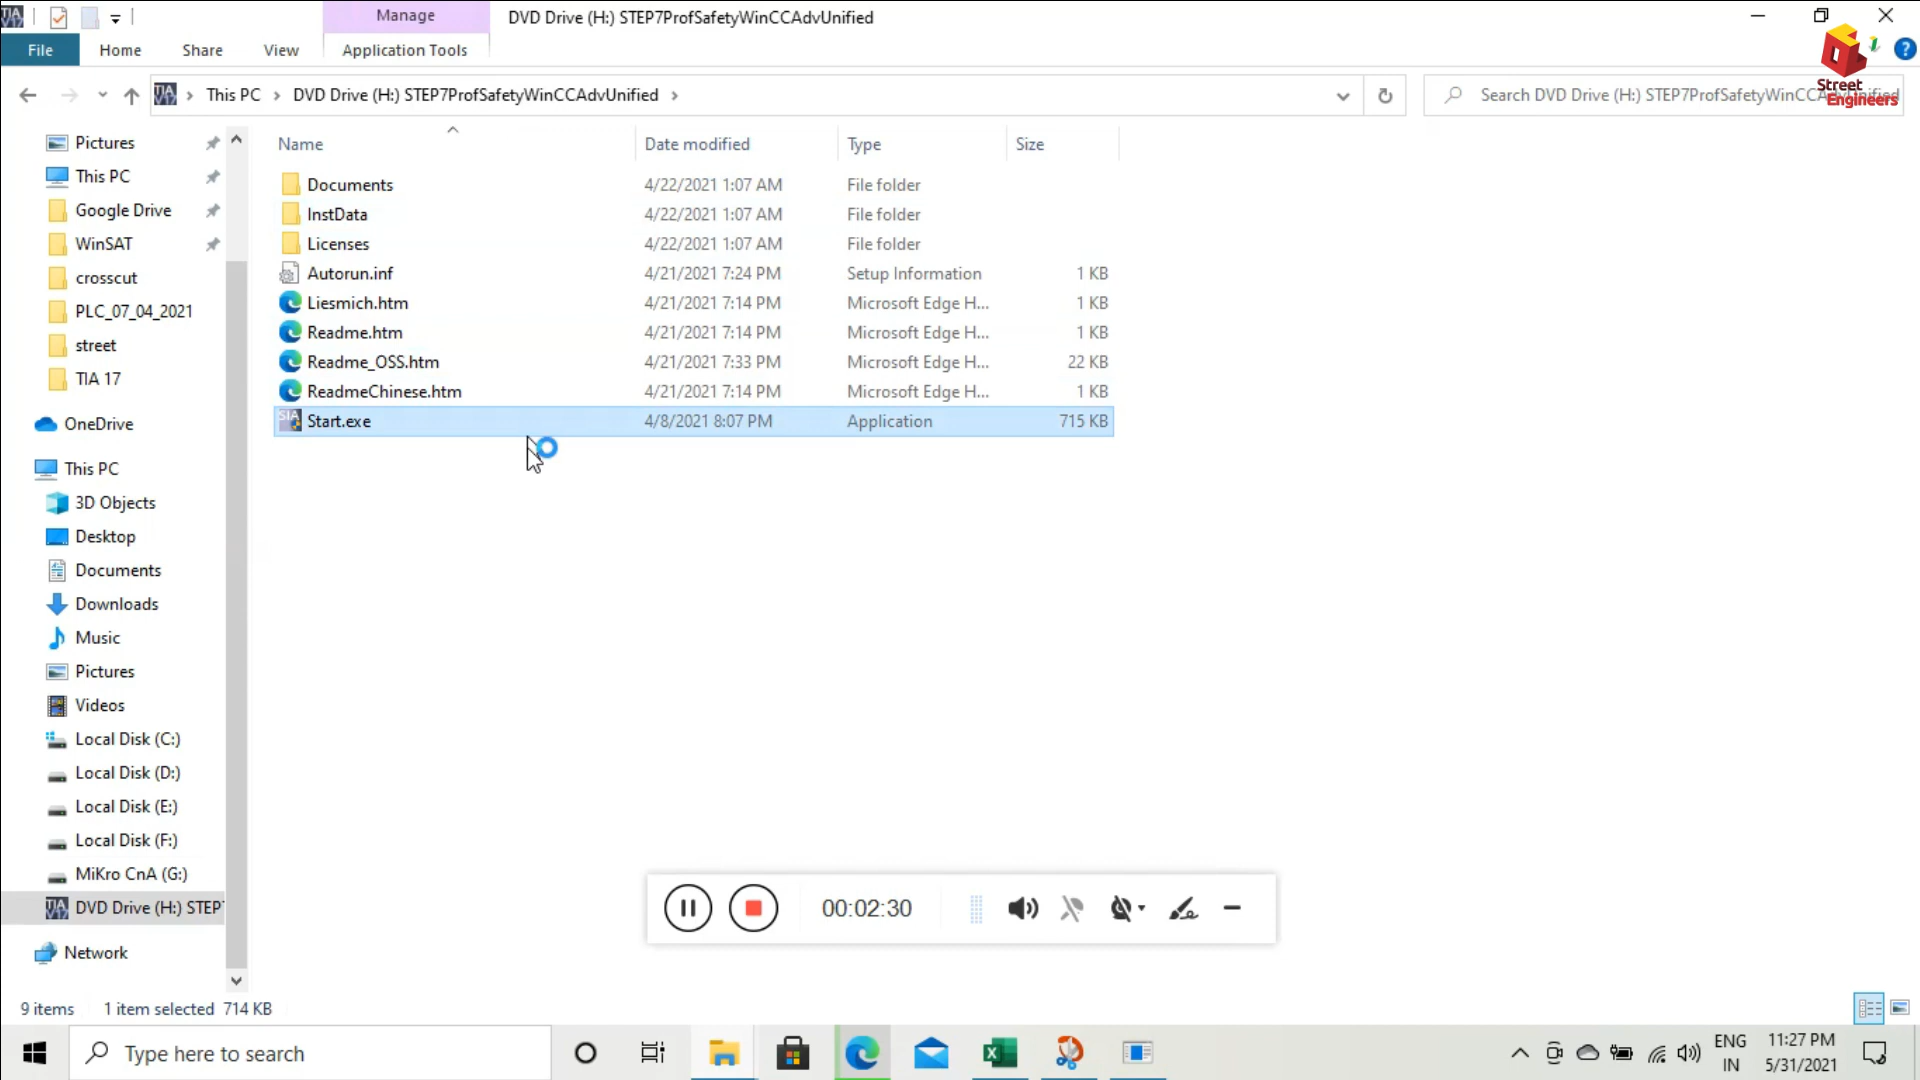 Manage
DVD Drive (H:) STEP7ProfSafetyWinCCAdvUnified
File
Home
Share
View
Application Tools
This PC
DVD Drive (H:) STEP7ProfSafetyWinCCAdvUnified
Search DVD Drive (H:) STEP7ProfSafetyWinCCAdvUnified
Street
Engineers
Name
Date modified
Type
Size
Documents 4/22/2021 1:07 AM File folder
InstData 4/22/2021 1:07 AM File folder
Licenses 4/22/2021 1:07 AM File folder
Autorun.inf 4/21/2021 7:24 PM Setup Information 1 KB
Liesmich.htm 4/21/2021 7:14 PM Microsoft Edge H... 1 KB
Readme.htm 4/21/2021 7:14 PM Microsoft Edge H... 1 KB
Readme_OSS.htm 4/21/2021 7:33 PM Microsoft Edge H... 22 KB
ReadmeChinese.htm 4/21/2021 7:14 PM Microsoft Edge H... 1 KB
Start.exe 4/8/2021 8:07 PM Application 715 KB
Pictures
This PC
Google Drive
WinSAT
crosscut
PLC_07_04_2021
street
TIA 17
OneDrive
This PC
3D Objects
Desktop
Documents
Downloads
Music
Pictures
Videos
Local Disk (C:)
Local Disk (D:)
Local Disk (E:)
Local Disk (F:)
MiKro CnA (G:)
DVD Drive (H:) STEP
Network
00:02:30
9 items 1 item selected 714 KB
Type here to search
ENG
IN
11:27 PM
5/31/2021